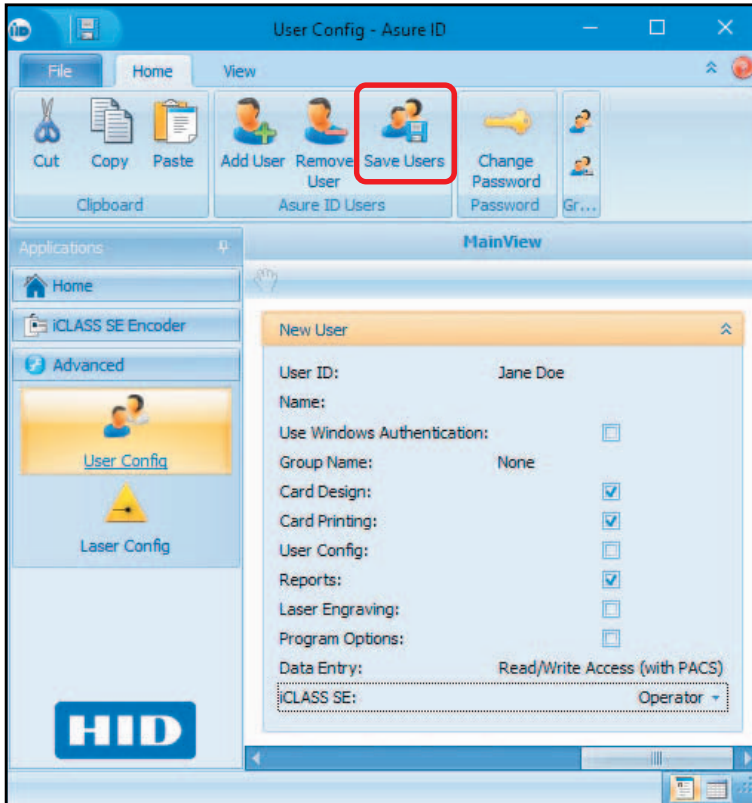 User Config - Asure ID
File Home View
Cut Copy Paste
Clipboard
Add User Remove User Save Users
Asure ID Users
Change Password
Password
Gr...
Applications
MainView
Home
iCLASS SE Encoder
Advanced
User Config
Laser Config
HID
New User
User ID: Jane Doe
Name:
Use Windows Authentication:
Group Name: None
Card Design:
Card Printing:
User Config:
Reports:
Laser Engraving:
Program Options:
Data Entry: Read/Write Access (with PACS)
iCLASS SE: Operator